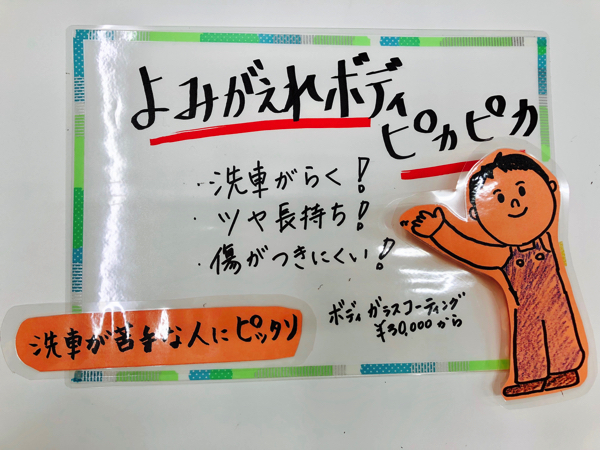 よみがえれボディ
ピカピカ
・洗車がらく!
・ツヤ長持ち!
・傷がつきにくい!
ボディガラスコーティング
¥30,000から
洗車が苦手な人にピッタリ